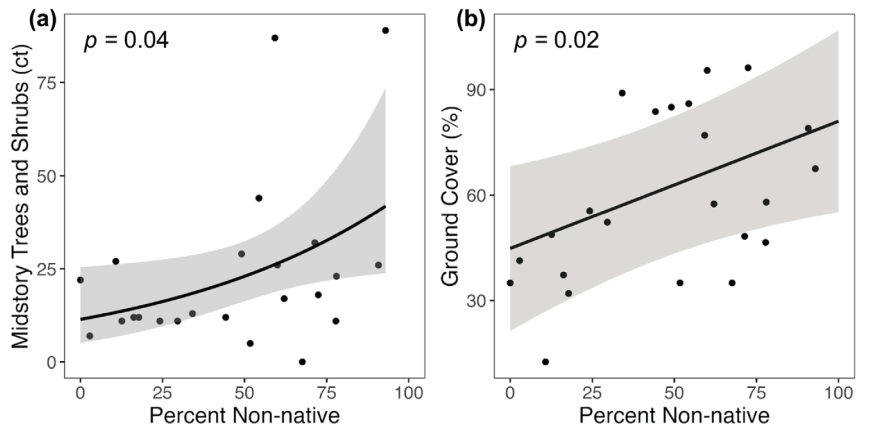 (a)
p = 0.04
Midstory Trees and Shrubs (ct)
75
50
25
0
0 25 50 75 100
Percent Non-native
(b)
p = 0.02
Ground Cover (%)
90
60
30
0 25 50 75 100
Percent Non-native